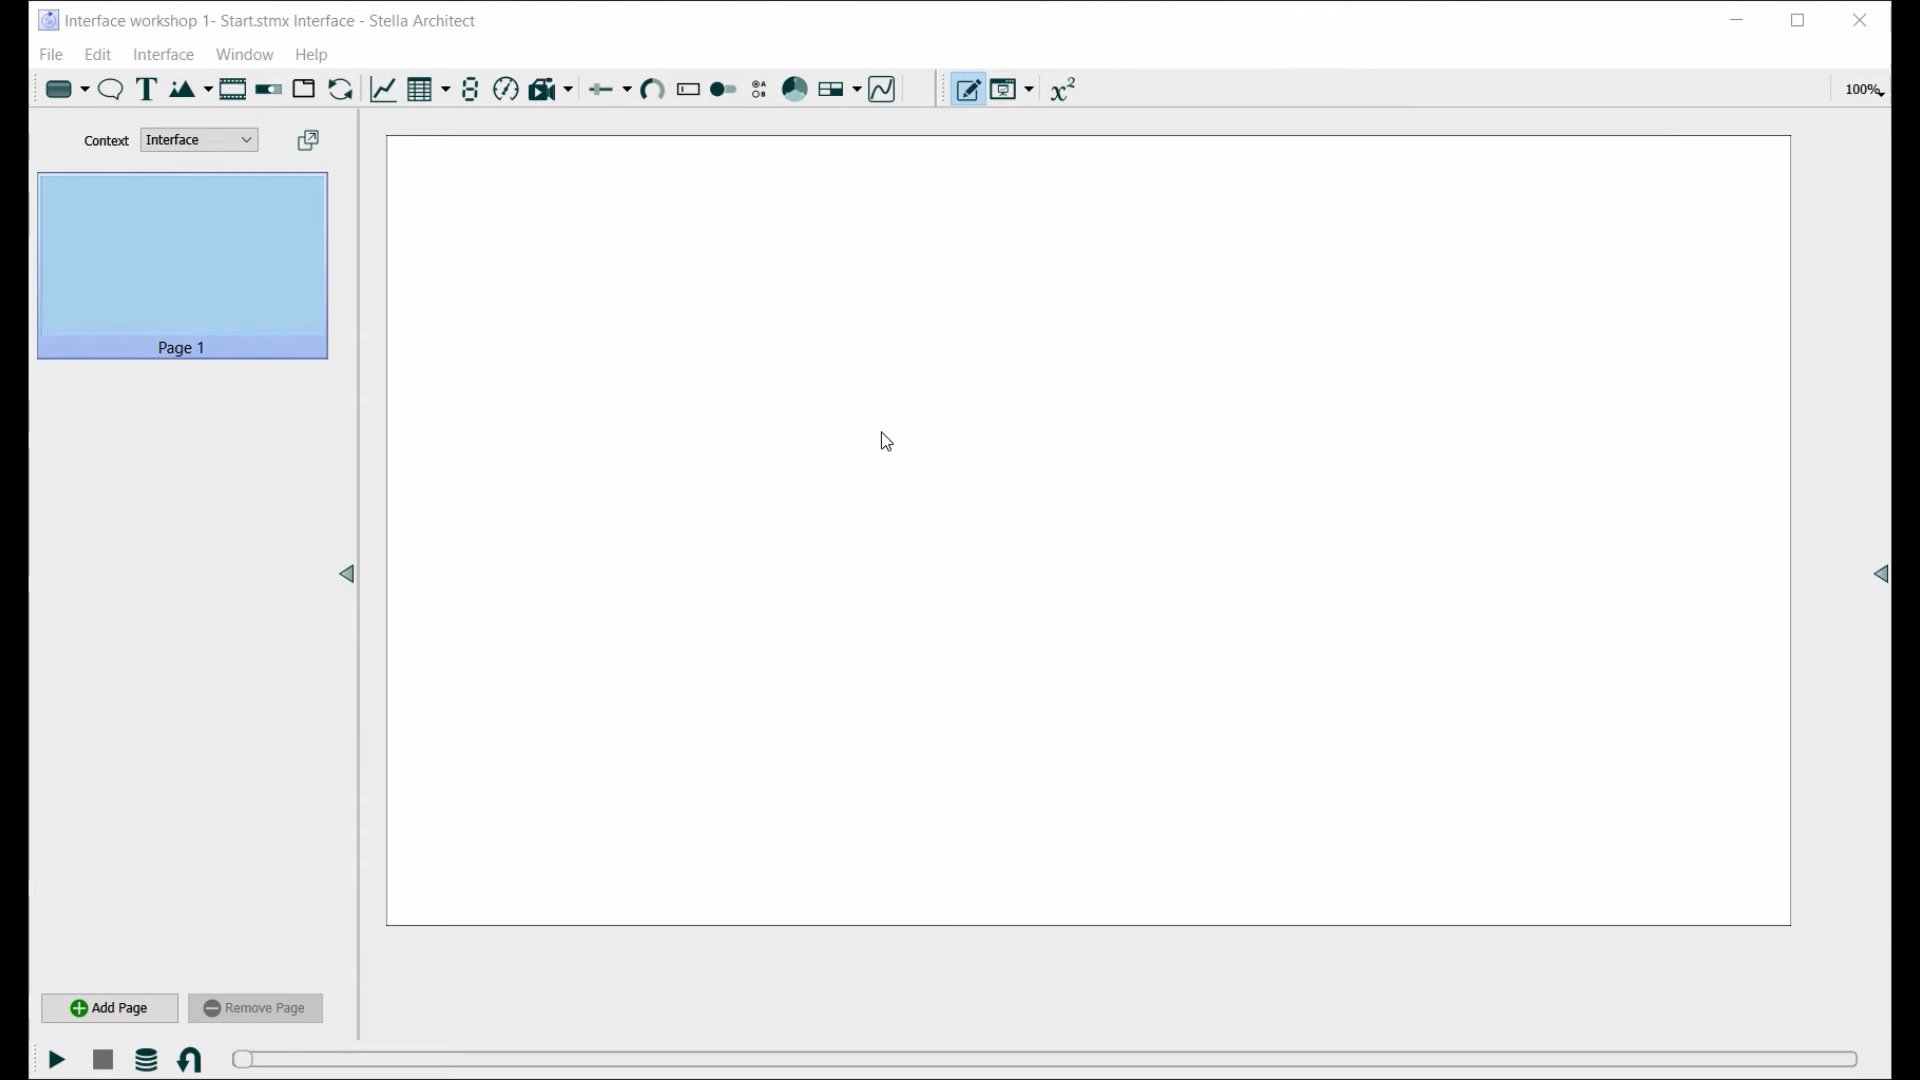 Interface workshop 1- Start.stmx Interface - Stella Architect
File Edit Interface Window Help
T x² 100%
Context Interface
Page 1
Add Page Remove Page